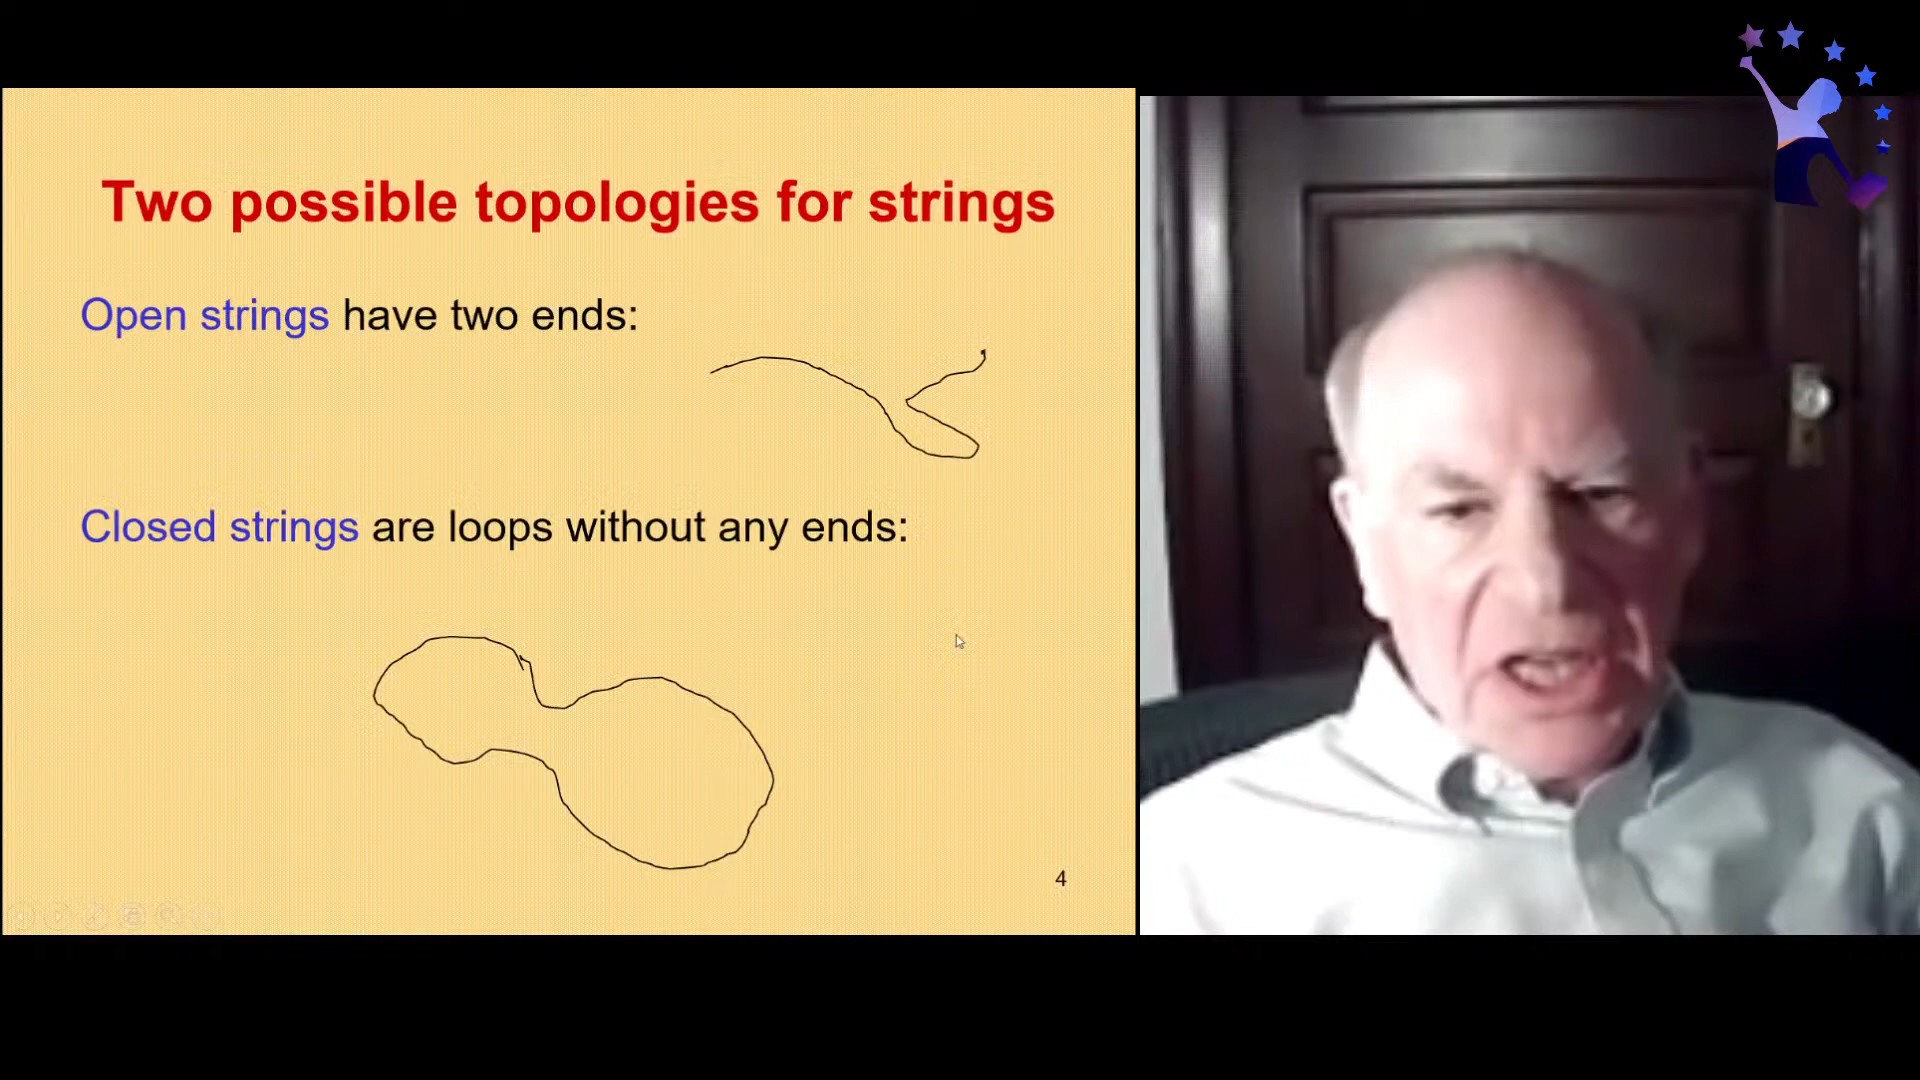 Two possible topologies for strings
Open strings have two ends:
Closed strings are loops without any ends:
4